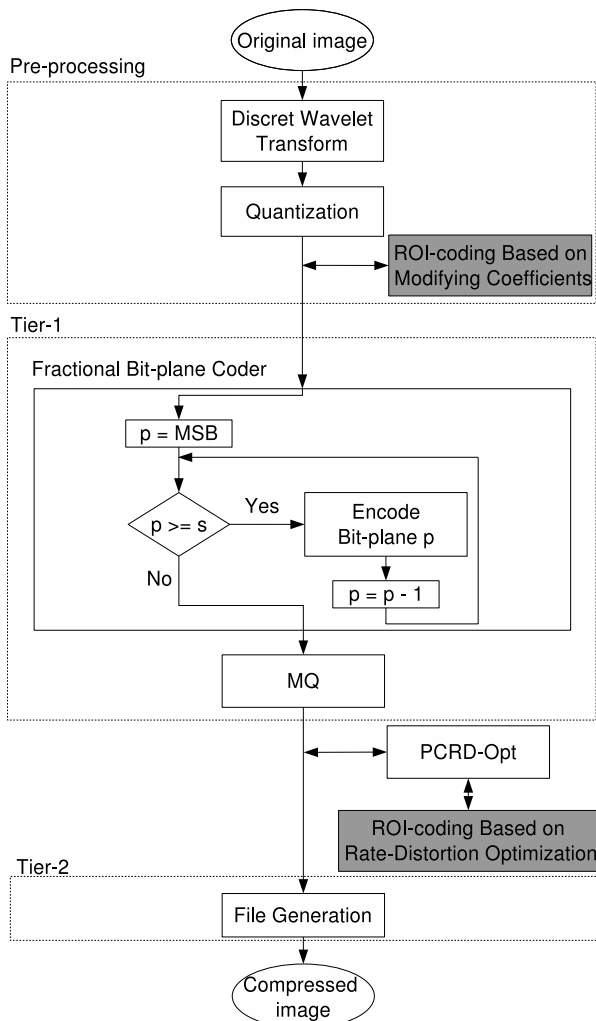 Original image
Pre-processing
Discret Wavelet
Transform
Quantization
ROI-coding Based on
Modifying Coefficients
Tier-1
Fractional Bit-plane Coder
p = MSB
p >= s
Yes
Encode
Bit-plane p
No
p = p - 1
MQ
PCRD-Opt
ROI-coding Based on
Rate-Distortion Optimization
Tier-2
File Generation
Compressed
image